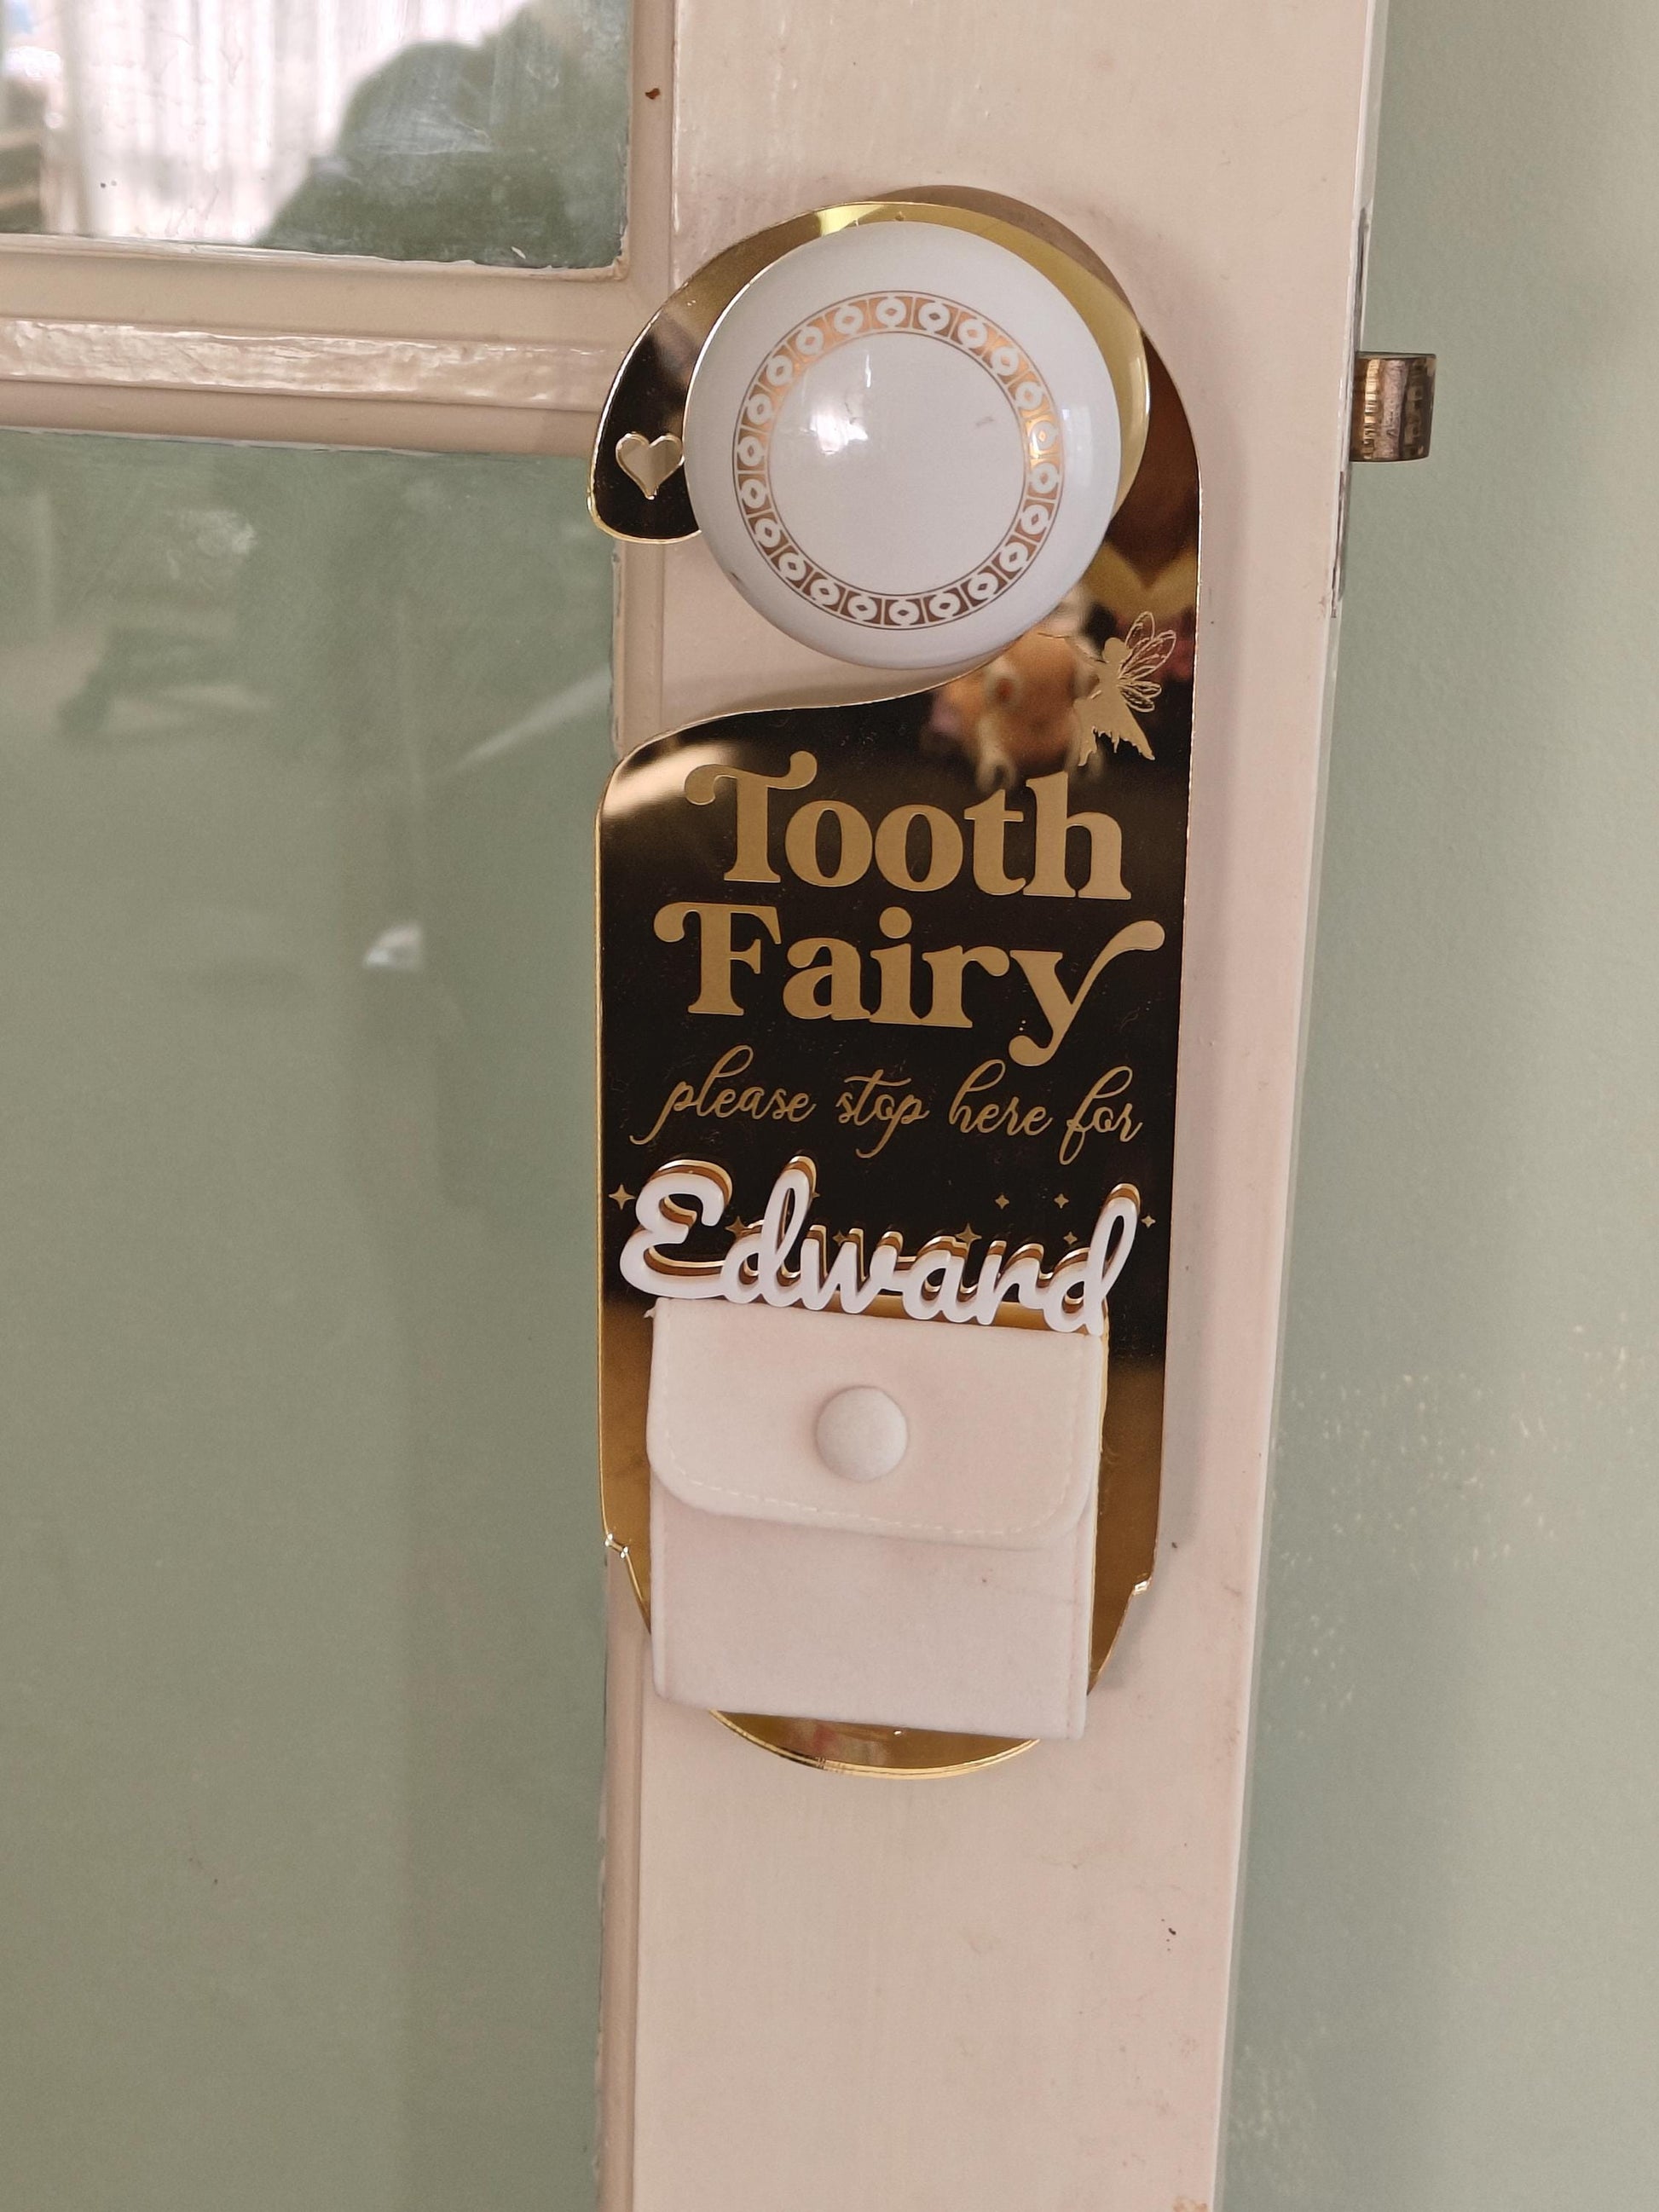 Tooth
Fairy
please stop here for
Edward